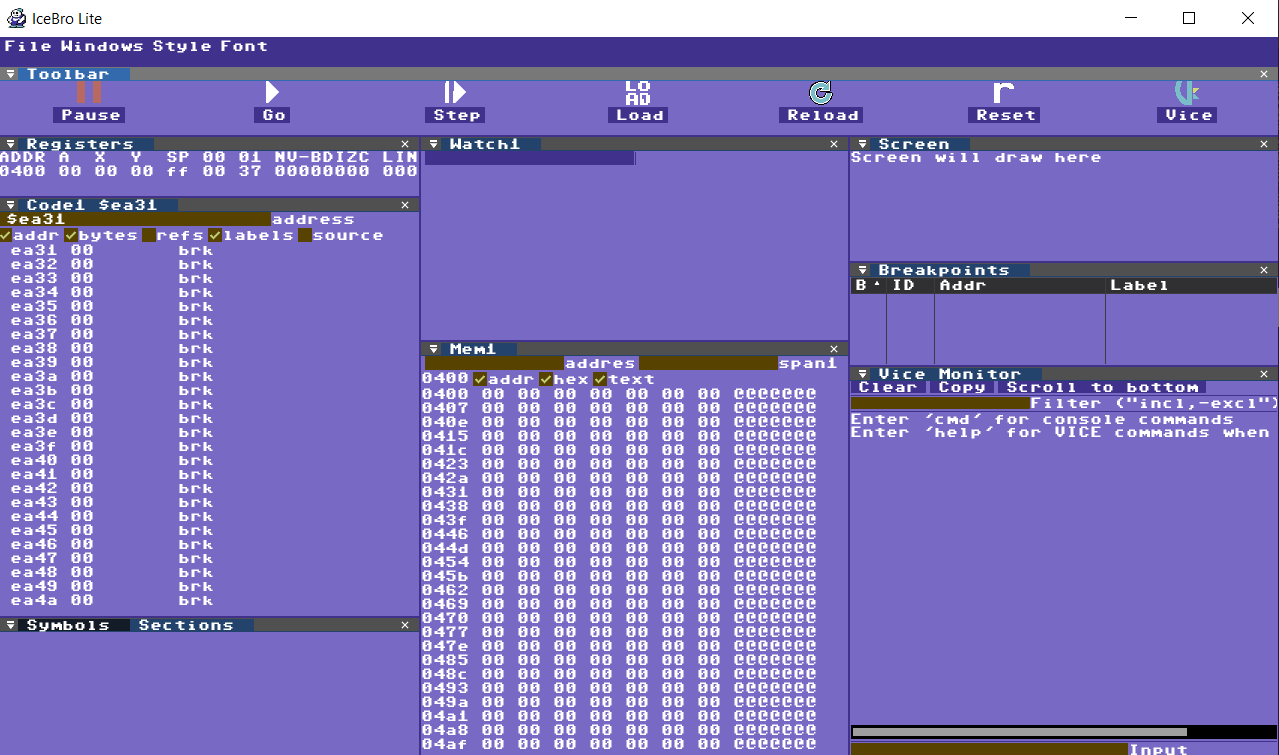 IceBro Lite
File Windows Style Font
Toolbar
Pause Go Step LOAD Load Reload r Reset Vice
Registers
ADDR A X Y SP 00 01 NV-BDIZC LIN
0400 00 00 00 ff 00 37 00000000 000
Code1 $ea31
$ea31 address
addr bytes refs labels source
ea31 00 brk
ea32 00 brk
ea33 00 brk
ea34 00 brk
ea35 00 brk
ea36 00 brk
ea37 00 brk
ea38 00 brk
ea39 00 brk
ea3a 00 brk
ea3b 00 brk
ea3c 00 brk
ea3d 00 brk
ea3e 00 brk
ea3f 00 brk
ea40 00 brk
ea41 00 brk
ea42 00 brk
ea43 00 brk
ea44 00 brk
ea45 00 brk
ea46 00 brk
ea47 00 brk
ea48 00 brk
ea49 00 brk
ea4a 00 brk
Symbols Sections
Watch1
Mem1
addres span1
0400 addr hex text
0400 00 00 00 00 00 00 00 @@@@@@@
0407 00 00 00 00 00 00 00 @@@@@@@
040e 00 00 00 00 00 00 00 @@@@@@@
0415 00 00 00 00 00 00 00 @@@@@@@
041c 00 00 00 00 00 00 00 @@@@@@@
0423 00 00 00 00 00 00 00 @@@@@@@
042a 00 00 00 00 00 00 00 @@@@@@@
0431 00 00 00 00 00 00 00 @@@@@@@
0438 00 00 00 00 00 00 00 @@@@@@@
043f 00 00 00 00 00 00 00 @@@@@@@
0446 00 00 00 00 00 00 00 @@@@@@@
044d 00 00 00 00 00 00 00 @@@@@@@
0454 00 00 00 00 00 00 00 @@@@@@@
045b 00 00 00 00 00 00 00 @@@@@@@
0462 00 00 00 00 00 00 00 @@@@@@@
0469 00 00 00 00 00 00 00 @@@@@@@
0470 00 00 00 00 00 00 00 @@@@@@@
0477 00 00 00 00 00 00 00 @@@@@@@
047e 00 00 00 00 00 00 00 @@@@@@@
0485 00 00 00 00 00 00 00 @@@@@@@
048c 00 00 00 00 00 00 00 @@@@@@@
0493 00 00 00 00 00 00 00 @@@@@@@
049a 00 00 00 00 00 00 00 @@@@@@@
04a1 00 00 00 00 00 00 00 @@@@@@@
04a8 00 00 00 00 00 00 00 @@@@@@@
04af 00 00 00 00 00 00 00 @@@@@@@
Screen
Screen will draw here
Breakpoints
B ID Addr Label
Vice Monitor
Clear Copy Scroll to bottom
Filter ("incl,-excl")
Enter 'cmd' for console commands
Enter 'help' for VICE commands when
Input